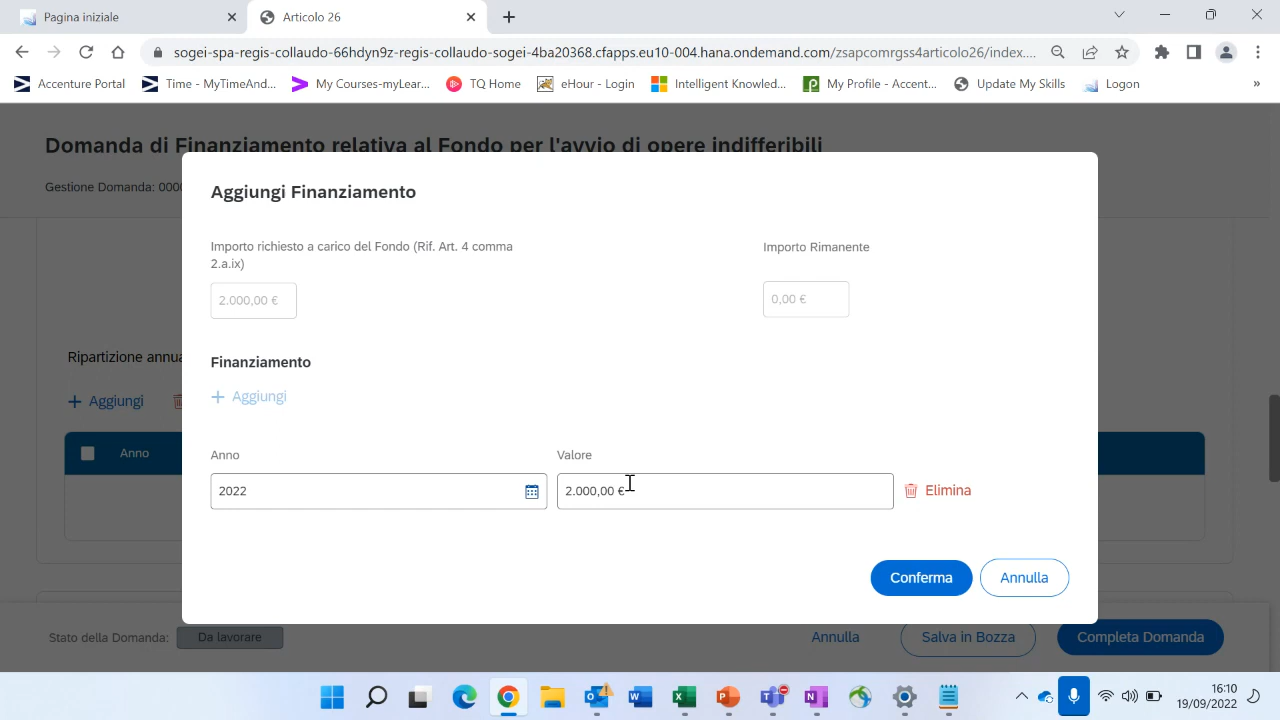 Pagina iniziale
Articolo 26
sogei-spa-regis-collaudo-66hdyn9z-regis-collaudo-sogei-4ba20368.cfapps.eu10-004.hana.ondemand.com/zsapcomrgss4articolo26/index....
Accenture Portal
Time - MyTimeAnd...
My Courses-myLear...
TQ Home
eHour - Login
Intelligent Knowled...
My Profile - Accent...
Update My Skills
Logon
»
Domanda di Finanziamento relativa al Fondo per l'avvio di opere indifferibili
Gestione Domanda: 0000
Aggiungi Finanziamento
Importo richiesto a carico del Fondo (Rif. Art. 4 comma
2.a.ix)
Importo Rimanente
2.000,00 €
0,00 €
Ripartizione annua
Finanziamento
Aggiungi
Aggiungi
Anno
Anno
Valore
2022
2.000,00 €
Elimina
Conferma
Annulla
Stato della Domanda:
Da lavorare
Annulla
Salva in Bozza
Completa Domanda
16:10
19/09/2022